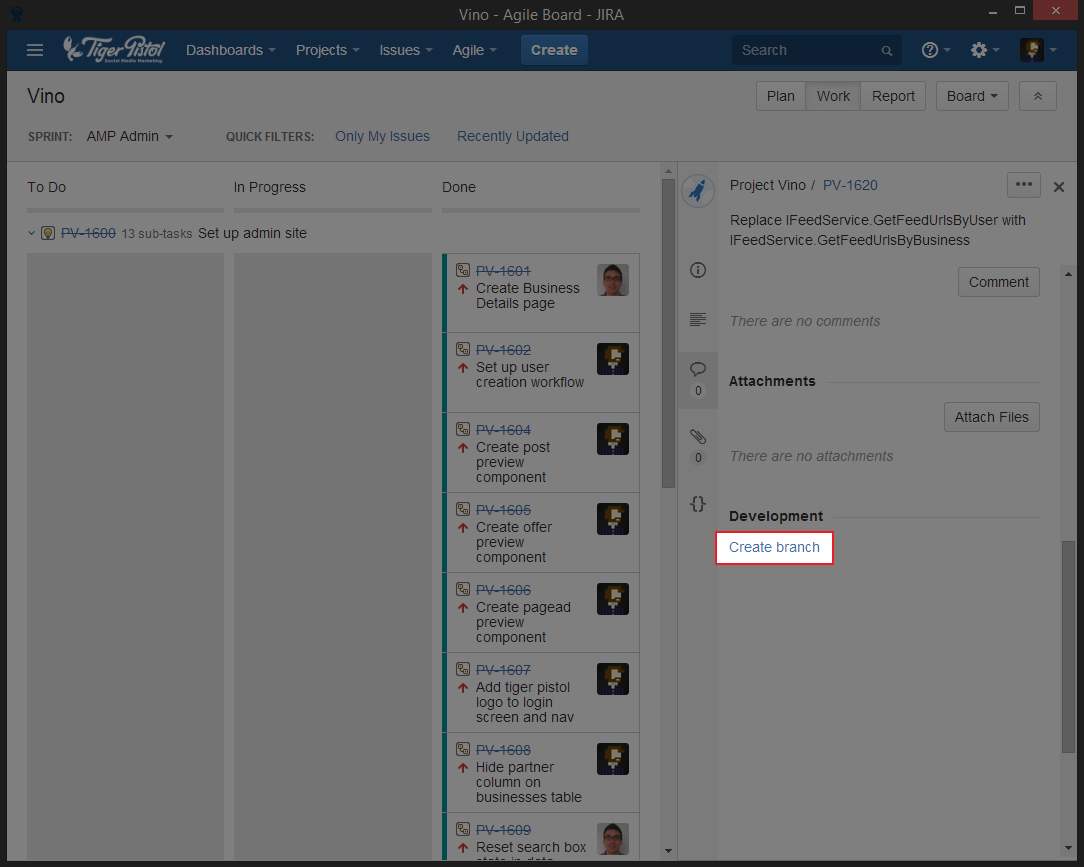 Vino - Agile Board - JIRA
Tiger Pistol Dashboards Projects Issues Agile Create Search
Social Media Marketing
Vino
Plan Work Report Board
SPRINT: AMP Admin QUICK FILTERS: Only My Issues Recently Updated
To Do In Progress Done
PV-1600 13 sub-tasks Set up admin site
PV-1601
Create Business
Details page
PV-1602
Set up user
creation workflow
PV-1604
Create post
preview
component
PV-1605
Create offer
preview
component
PV-1606
Create pagead
preview
component
PV-1607
Add tiger pistol
logo to login
screen and nav
PV-1608
Hide partner
column on
businesses table
PV-1609
Reset search box
state in data
Project Vino / PV-1620
Replace IFeedService.GetFeedUrlsByUser with
IFeedService.GetFeedUrlsByBusiness
Comment
There are no comments
0
Attachments
Attach Files
0
There are no attachments
Development
Create branch